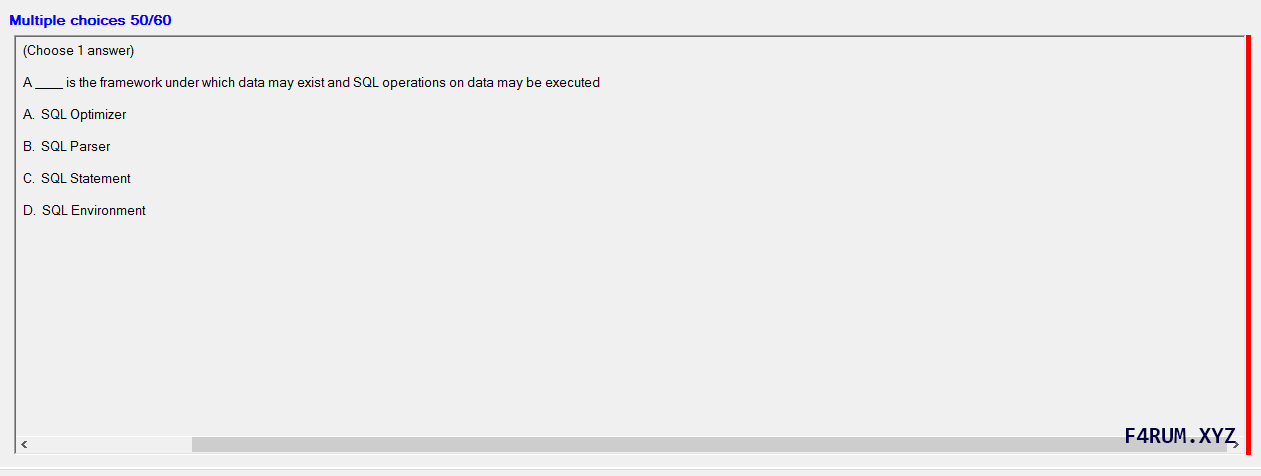 Multiple choices 50/60
(Choose 1 answer)
A ____ is the framework under which data may exist and SQL operations on data may be executed
A. SQL Optimizer
B. SQL Parser
C. SQL Statement
D. SQL Environment
F4RUM.XYZ